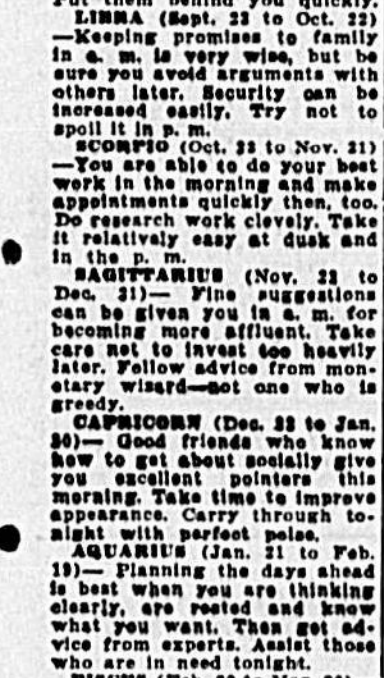 Put them behind you quickly.
LIBRA (Sept. 23 to Oct. 22)
—Keeping promises to family
in a. m. is very wise, but be
sure you avoid arguments with
others later. Security can be
increased easily. Try not to
spoil it in p. m.
SCORPIO (Oct. 23 to Nov. 21)
—You are able to do your best
work in the morning and make
appointments quickly then, too.
Do research work clevely. Take
it relatively easy at dusk and
in the p. m.
SAGITTARIUS (Nov. 22 to
Dec. 21)— Fine suggestions
can be given you in a. m. for
becoming more affluent. Take
care not to invest too heavily
later. Follow advice from mon-
etary wizard—not one who is
greedy.
CAPRICORN (Dec. 22 to Jan.
20)— Good friends who know
how to get about socially give
you excellent pointers this
morning. Take time to improve
appearance. Carry through to-
night with perfect poise.
AQUARIUS (Jan. 21 to Feb.
19)— Planning the days ahead
is best when you are thinking
clearly, are rested and know
what you want. Then get ad-
vice from experts. Assist those
who are in need tonight.